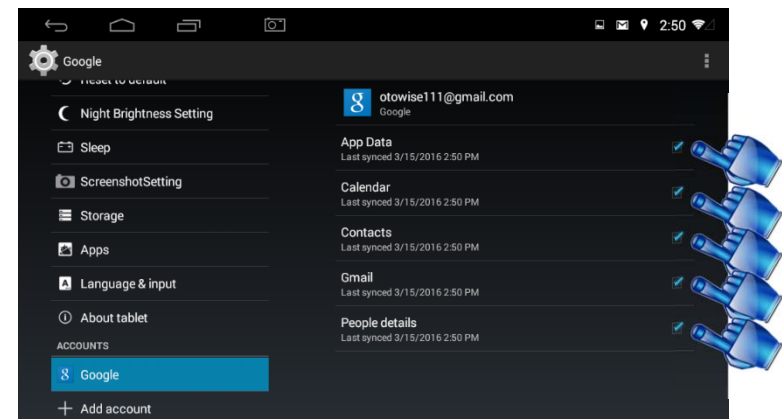 2:50
Google
Reset to default
Night Brightness Setting
Sleep
ScreenshotSetting
Storage
Apps
Language & input
About tablet
ACCOUNTS
Google
Add account
otowise111@gmail.com
Google
App Data
Last synced 3/15/2016 2:50 PM
Calendar
Last synced 3/15/2016 2:50 PM
Contacts
Last synced 3/15/2016 2:50 PM
Gmail
Last synced 3/15/2016 2:50 PM
People details
Last synced 3/15/2016 2:50 PM